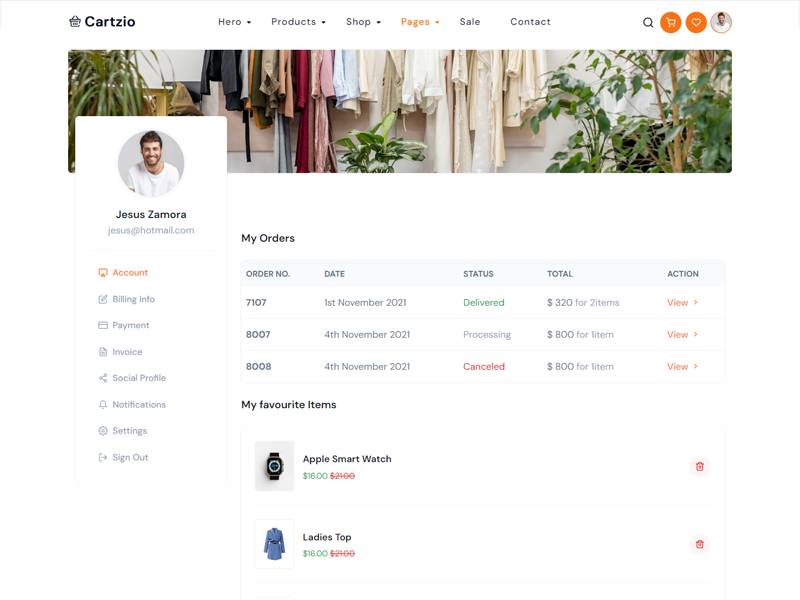 Cartzio
Hero
Products
Shop
Pages
Sale
Contact
Jesus Zamora
jesus@hotmail.com
Account
Billing Info
Payment
Invoice
Social Profile
Notifications
Settings
Sign Out
My Orders
ORDER NO. DATE STATUS TOTAL ACTION
7107 1st November 2021 Delivered $ 320 for 2items View
8007 4th November 2021 Processing $ 800 for 1item View
8008 4th November 2021 Canceled $ 800 for 1item View
My favourite Items
Apple Smart Watch
$16.00 $21.00
Ladies Top
$16.00 $21.00